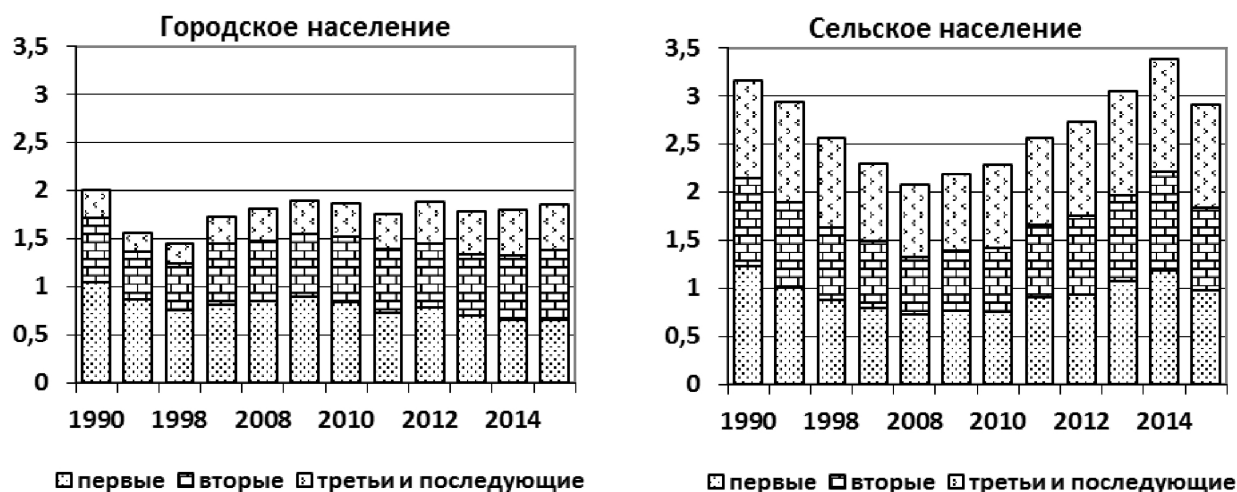 Городское население
3,5
3
2,5
2
1,5
1
0,5
0
1990 1998 2008 2010 2012 2014
первые вторые третьи и последующие
Сельское население
3,5
3
2,5
2
1,5
1
0,5
0
1990 1998 2008 2010 2012 2014
первые вторые третьи и последующие